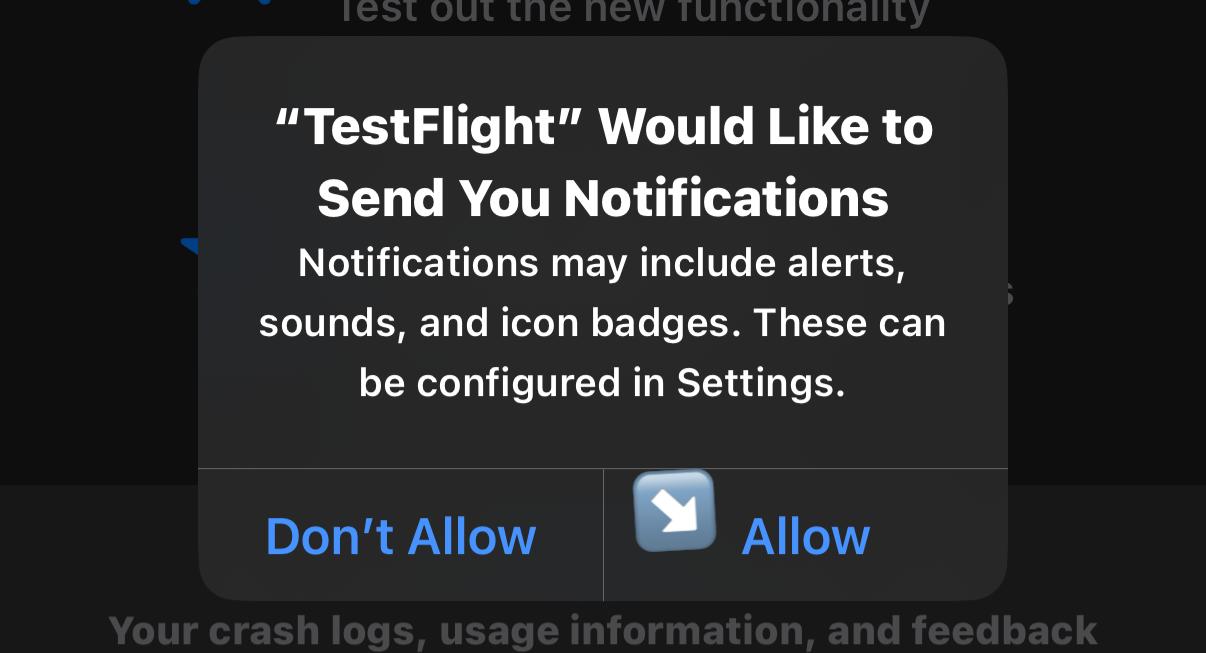 Test out the new functionality
“TestFlight” Would Like to
Send You Notifications
Notifications may include alerts,
sounds, and icon badges. These can
be configured in Settings.
Don’t Allow
Allow
Your crash logs, usage information, and feedback